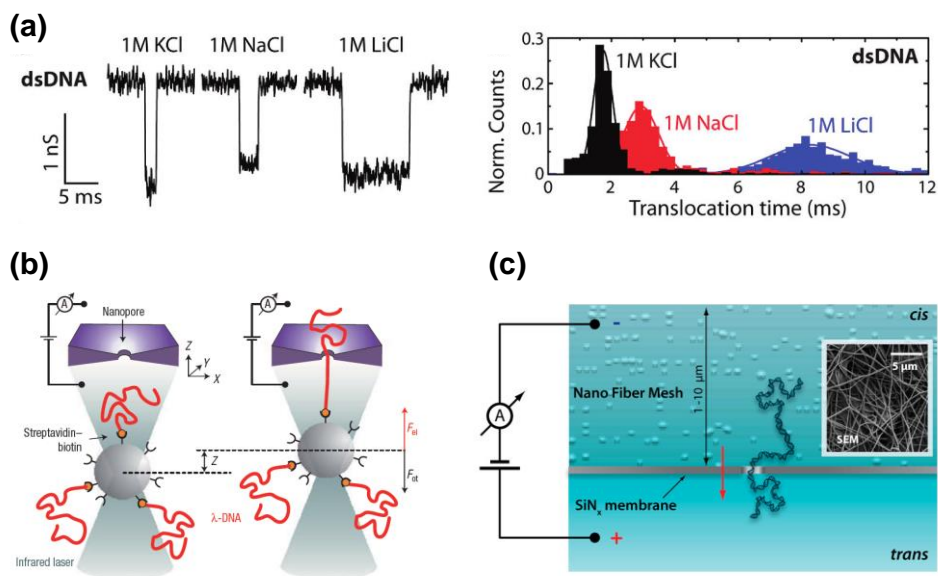 (a)
1M KCl 1M NaCl 1M LiCl
dsDNA
1 nS
5 ms
0.3
0.2
0.1
0
Norm. Counts
dsDNA
1M KCl
1M NaCl
1M LiCl
0 2 4 6 8 10 12
Translocation time (ms)
(b)
A
Nanopore
Z
Y
X
Streptavidin–
biotin
Z
Fel
Fot
λ-DNA
Infrared laser
(c)
A
-
cis
1-10 μm
Nano Fiber Mesh
5 μm
SEM
SiNx membrane
+
trans